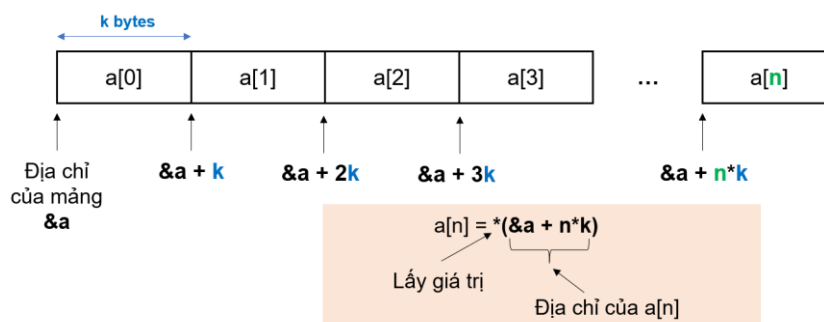 k bytes
a[0] a[1] a[2] a[3] ... a[n]
Địa chỉ
của mảng
&a
&a + k &a + 2k &a + 3k &a + n*k
a[n] = *(&a + n*k)
Lấy giá trị
Địa chỉ của a[n]